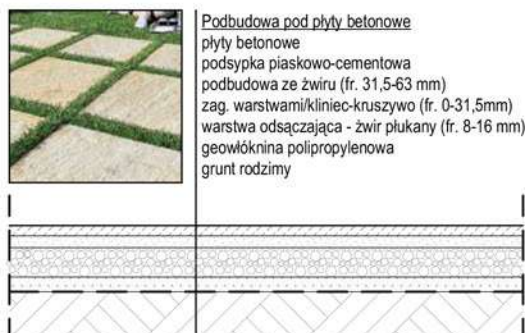 Podbudowa pod płyty betonowe
płyty betonowe
podsypka piaskowo-cementowa
podbudowa ze żwiru (fr. 31,5-63 mm)
zag. warstwami/kliniec-kruszywo (fr. 0-31,5mm)
warstwa odsączająca - żwir płukany (fr. 8-16 mm)
geowłóknina polipropylenowa
grunt rodzimy